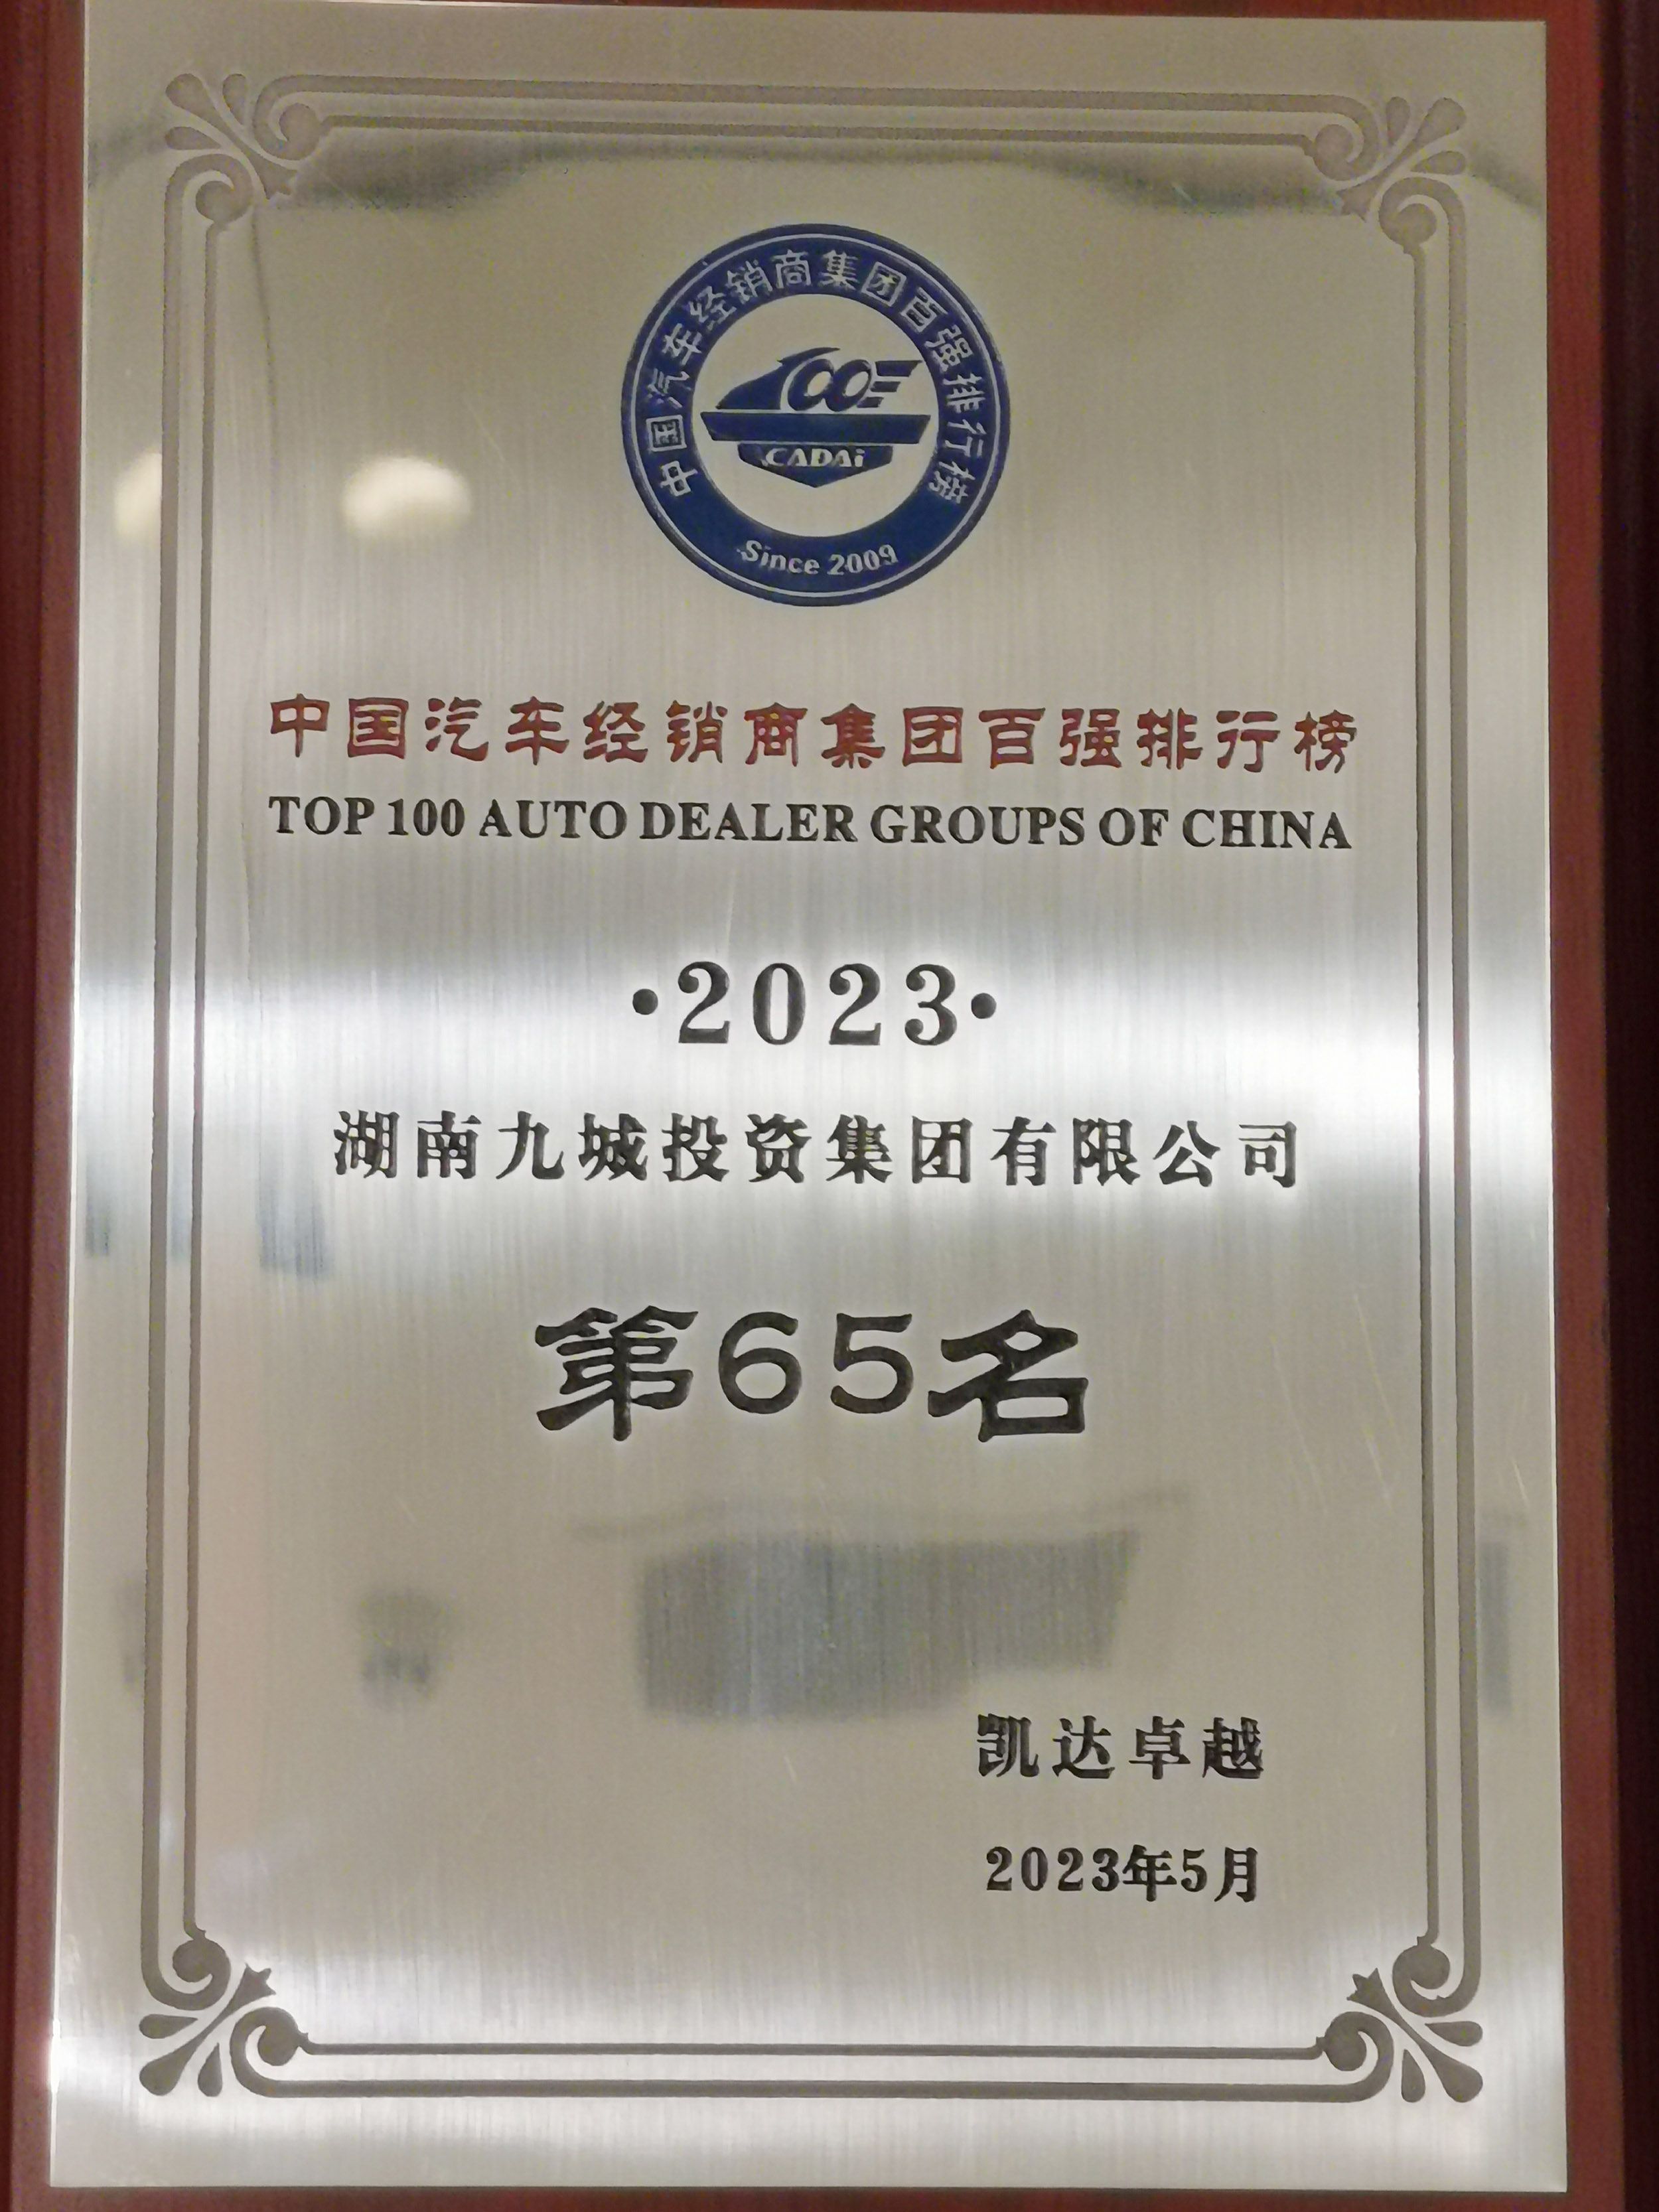 中国汽车经销商集团百强排行榜
100E
CADAi
Since 2009
中国汽车经销商集团百强排行榜
TOP 100 AUTO DEALER GROUPS OF CHINA
·2023·
湖南九城投资集团有限公司
第65名
凯达卓越
2023年5月